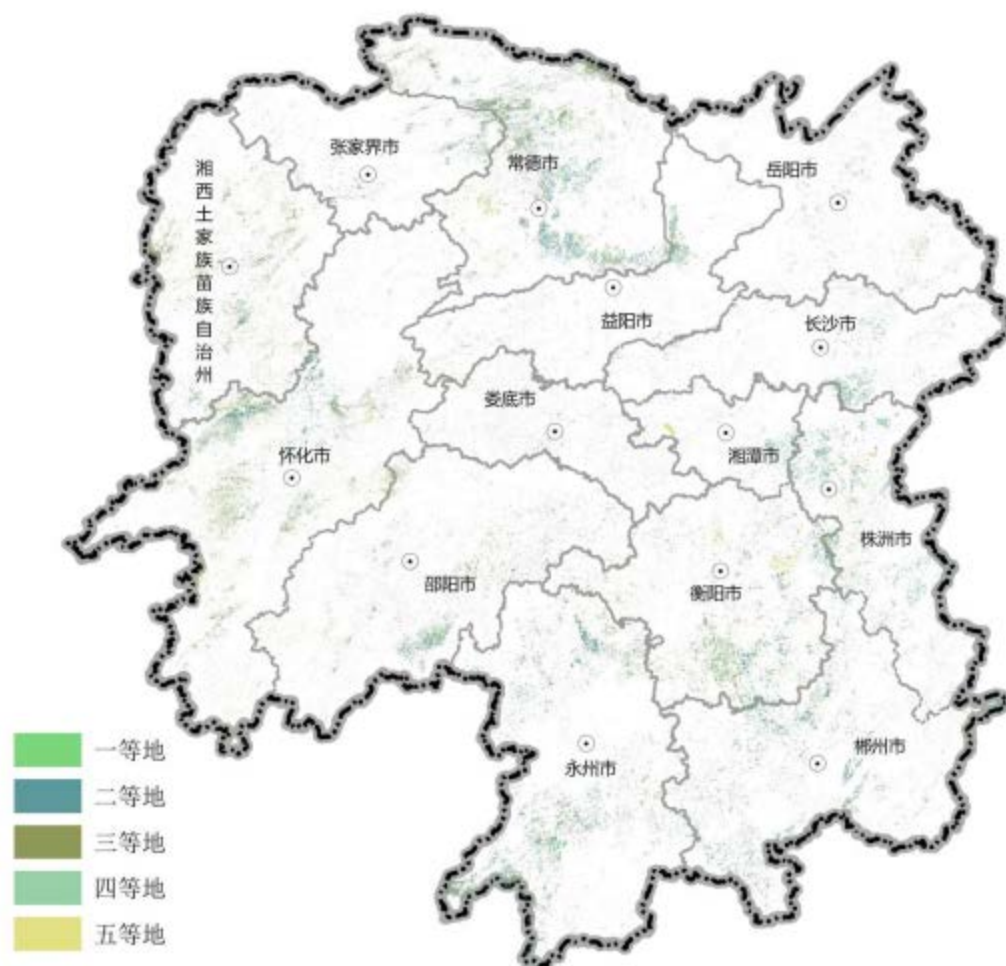 张家界市
常德市
岳阳市
湘西土家族苗族自治州
益阳市
长沙市
娄底市
湘潭市
怀化市
株洲市
邵阳市
衡阳市
永州市
郴州市
一等地
二等地
三等地
四等地
五等地